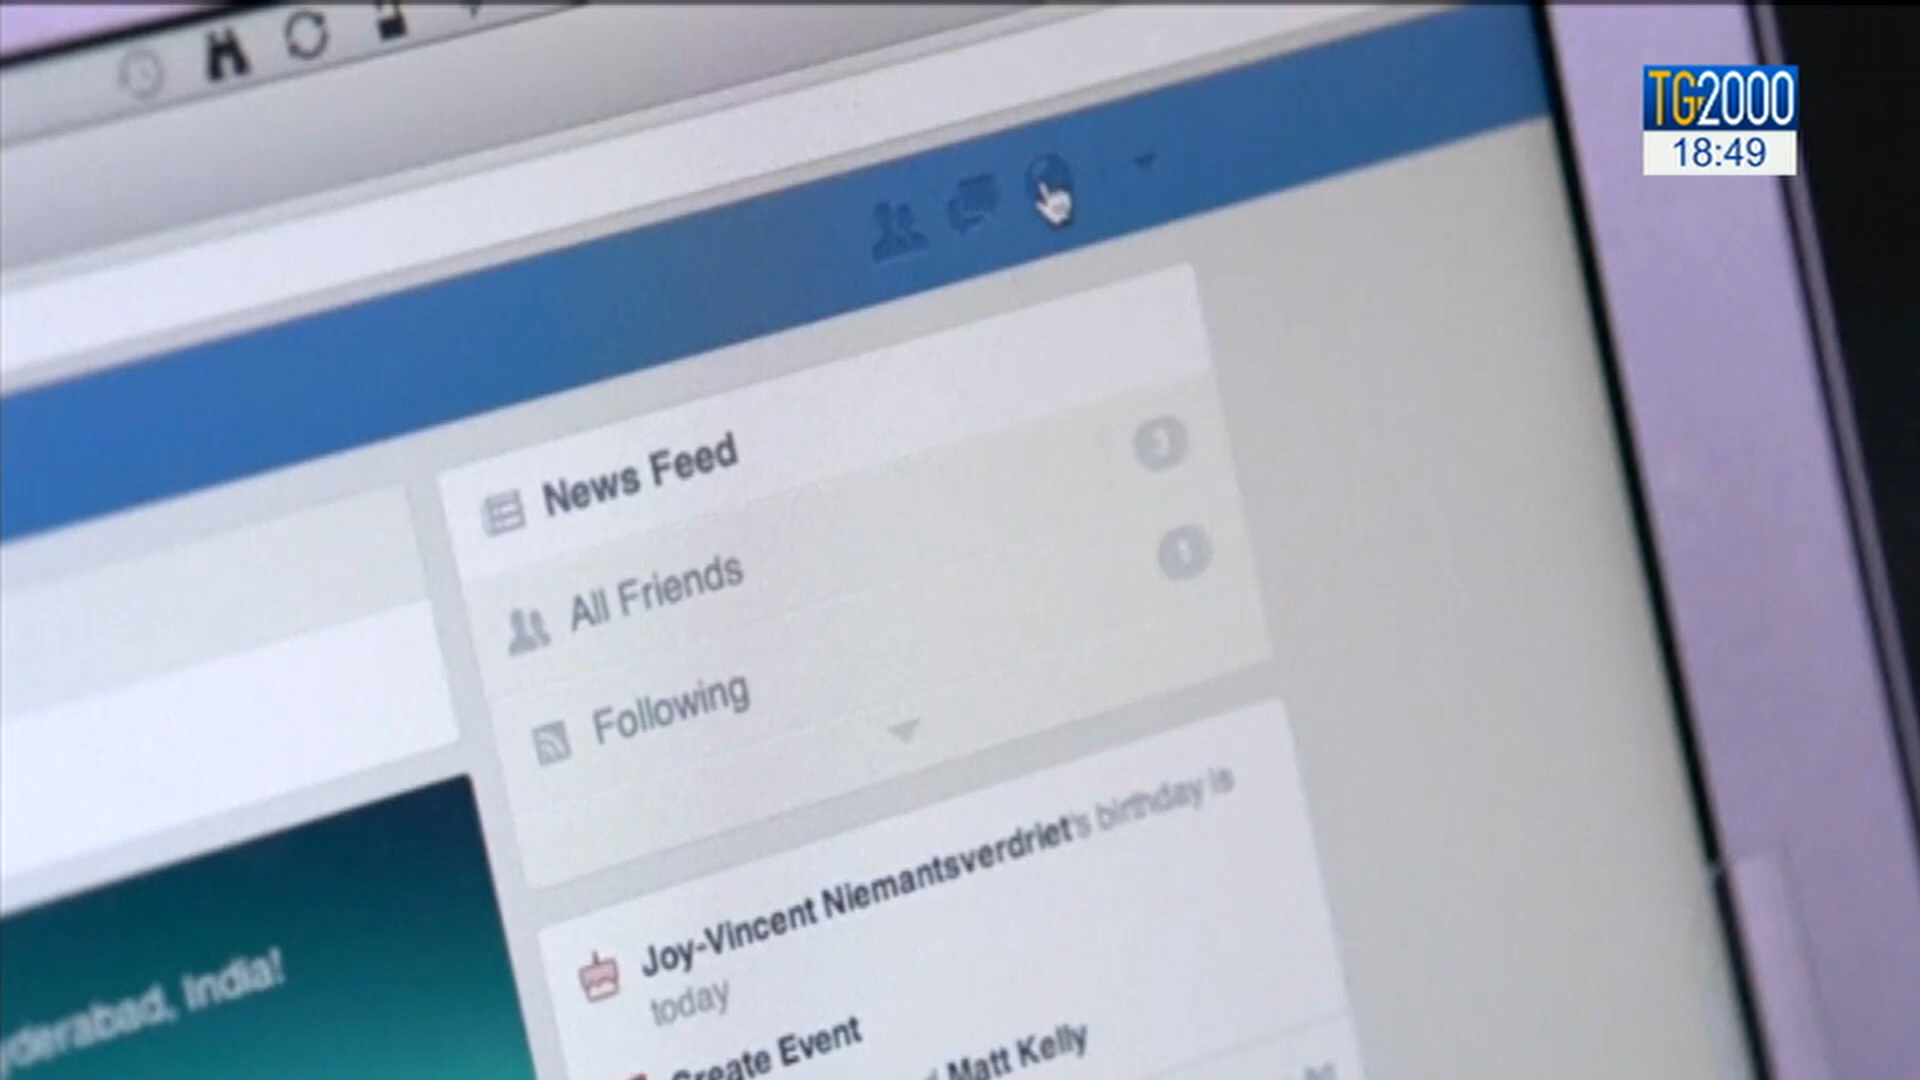 TG2000
18:49
News Feed
All Friends
Following
Joy-Vincent Niemantsverdriet's birthday is
today
Create Event
Matt Kelly
India!